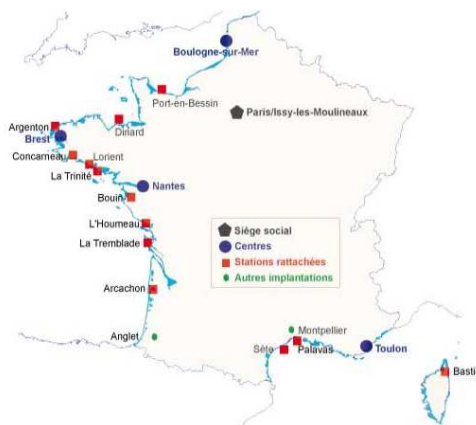 Boulogne-sur-Mer
Port-en-Bessin
Paris/Issy-les-Moulineaux
Argenton
Dinard
Brest
Concarneau
Lorient
La Trinité
Nantes
Bouin
L'Houmeau
La Tremblade
Siège social
Centres
Stations rattachées
Autres implantations
Arcachon
Anglet
Montpellier
Sète
Palavas
Toulon
Basti